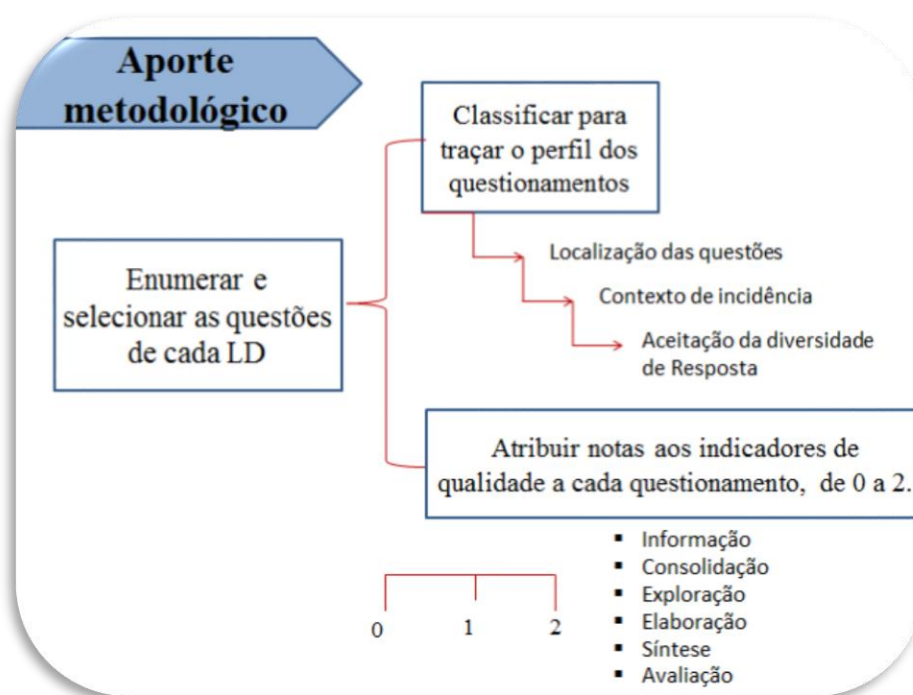 Aporte
metodológico
Classificar para
traçar o perfil dos
questionamentos
Enumerar e
selecionar as questões
de cada LD
Localização das questões
Contexto de incidência
Aceitação da diversidade
de Resposta
Atribuir notas aos indicadores de
qualidade a cada questionamento, de 0 a 2.
0 1 2
▪ Informação
▪ Consolidação
▪ Exploração
▪ Elaboração
▪ Síntese
▪ Avaliação